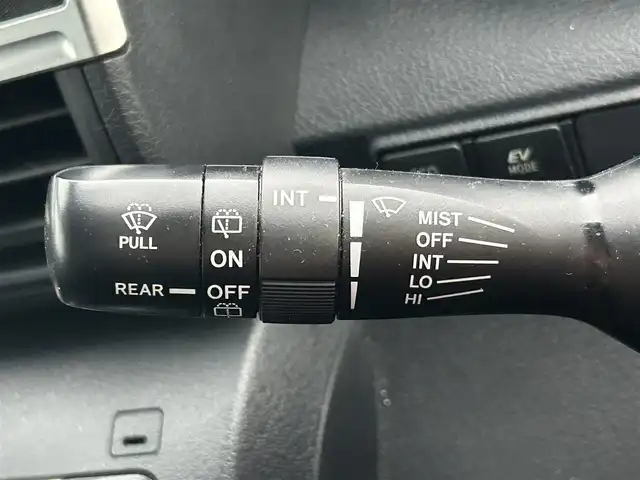 PULL
REAR
ON
OFF
INT
MIST
OFF
INT
LO
HI
EV
MODE